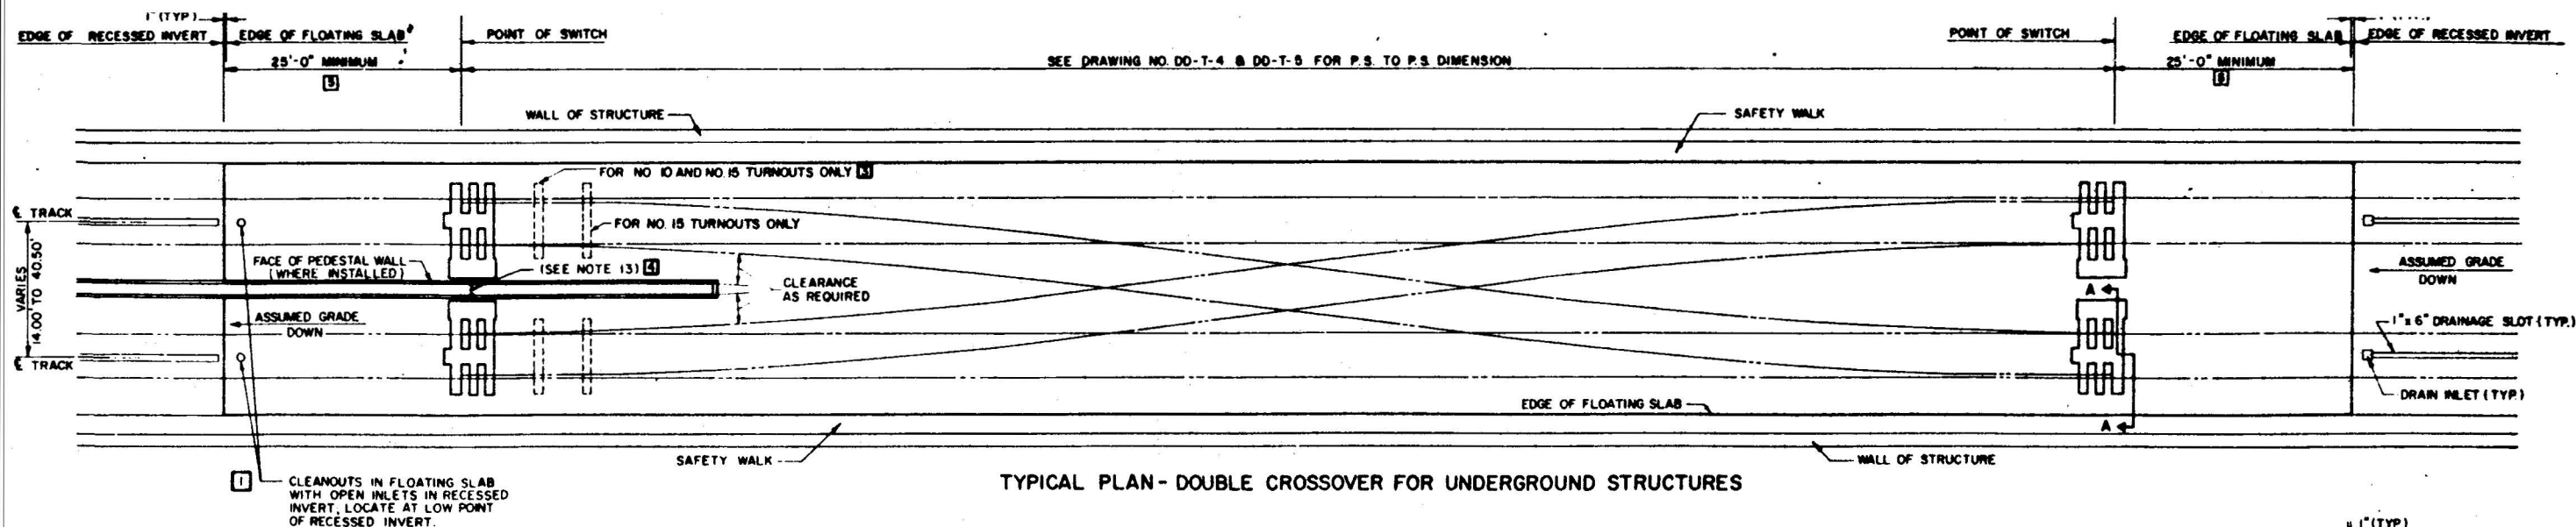 1" (TYP.)
EDGE OF RECESSED INVERT
EDGE OF FLOATING SLAB
POINT OF SWITCH
POINT OF SWITCH
EDGE OF FLOATING SLAB
EDGE OF RECESSED INVERT
25'-0" MINIMUM
SEE DRAWING NO. DD-T-4 & DD-T-5 FOR P.S. TO P.S. DIMENSION
25'-0" MINIMUM
WALL OF STRUCTURE
SAFETY WALK
FOR NO. 10 AND NO. 15 TURNOUTS ONLY 3
FOR NO. 15 TURNOUTS ONLY
℄ TRACK
VARIES
14.00' TO 40.50'
℄ TRACK
FACE OF PEDESTAL WALL
(WHERE INSTALLED)
(SEE NOTE 13) 4
CLEARANCE
AS REQUIRED
ASSUMED GRADE
DOWN
ASSUMED GRADE
DOWN
A
A
1" x 6" DRAINAGE SLOT (TYP.)
DRAIN INLET (TYP.)
EDGE OF FLOATING SLAB
SAFETY WALK
WALL OF STRUCTURE
1
CLEANOUTS IN FLOATING SLAB
WITH OPEN INLETS IN RECESSED
INVERT, LOCATE AT LOW POINT
OF RECESSED INVERT.
TYPICAL PLAN - DOUBLE CROSSOVER FOR UNDERGROUND STRUCTURES
1" (TYP)